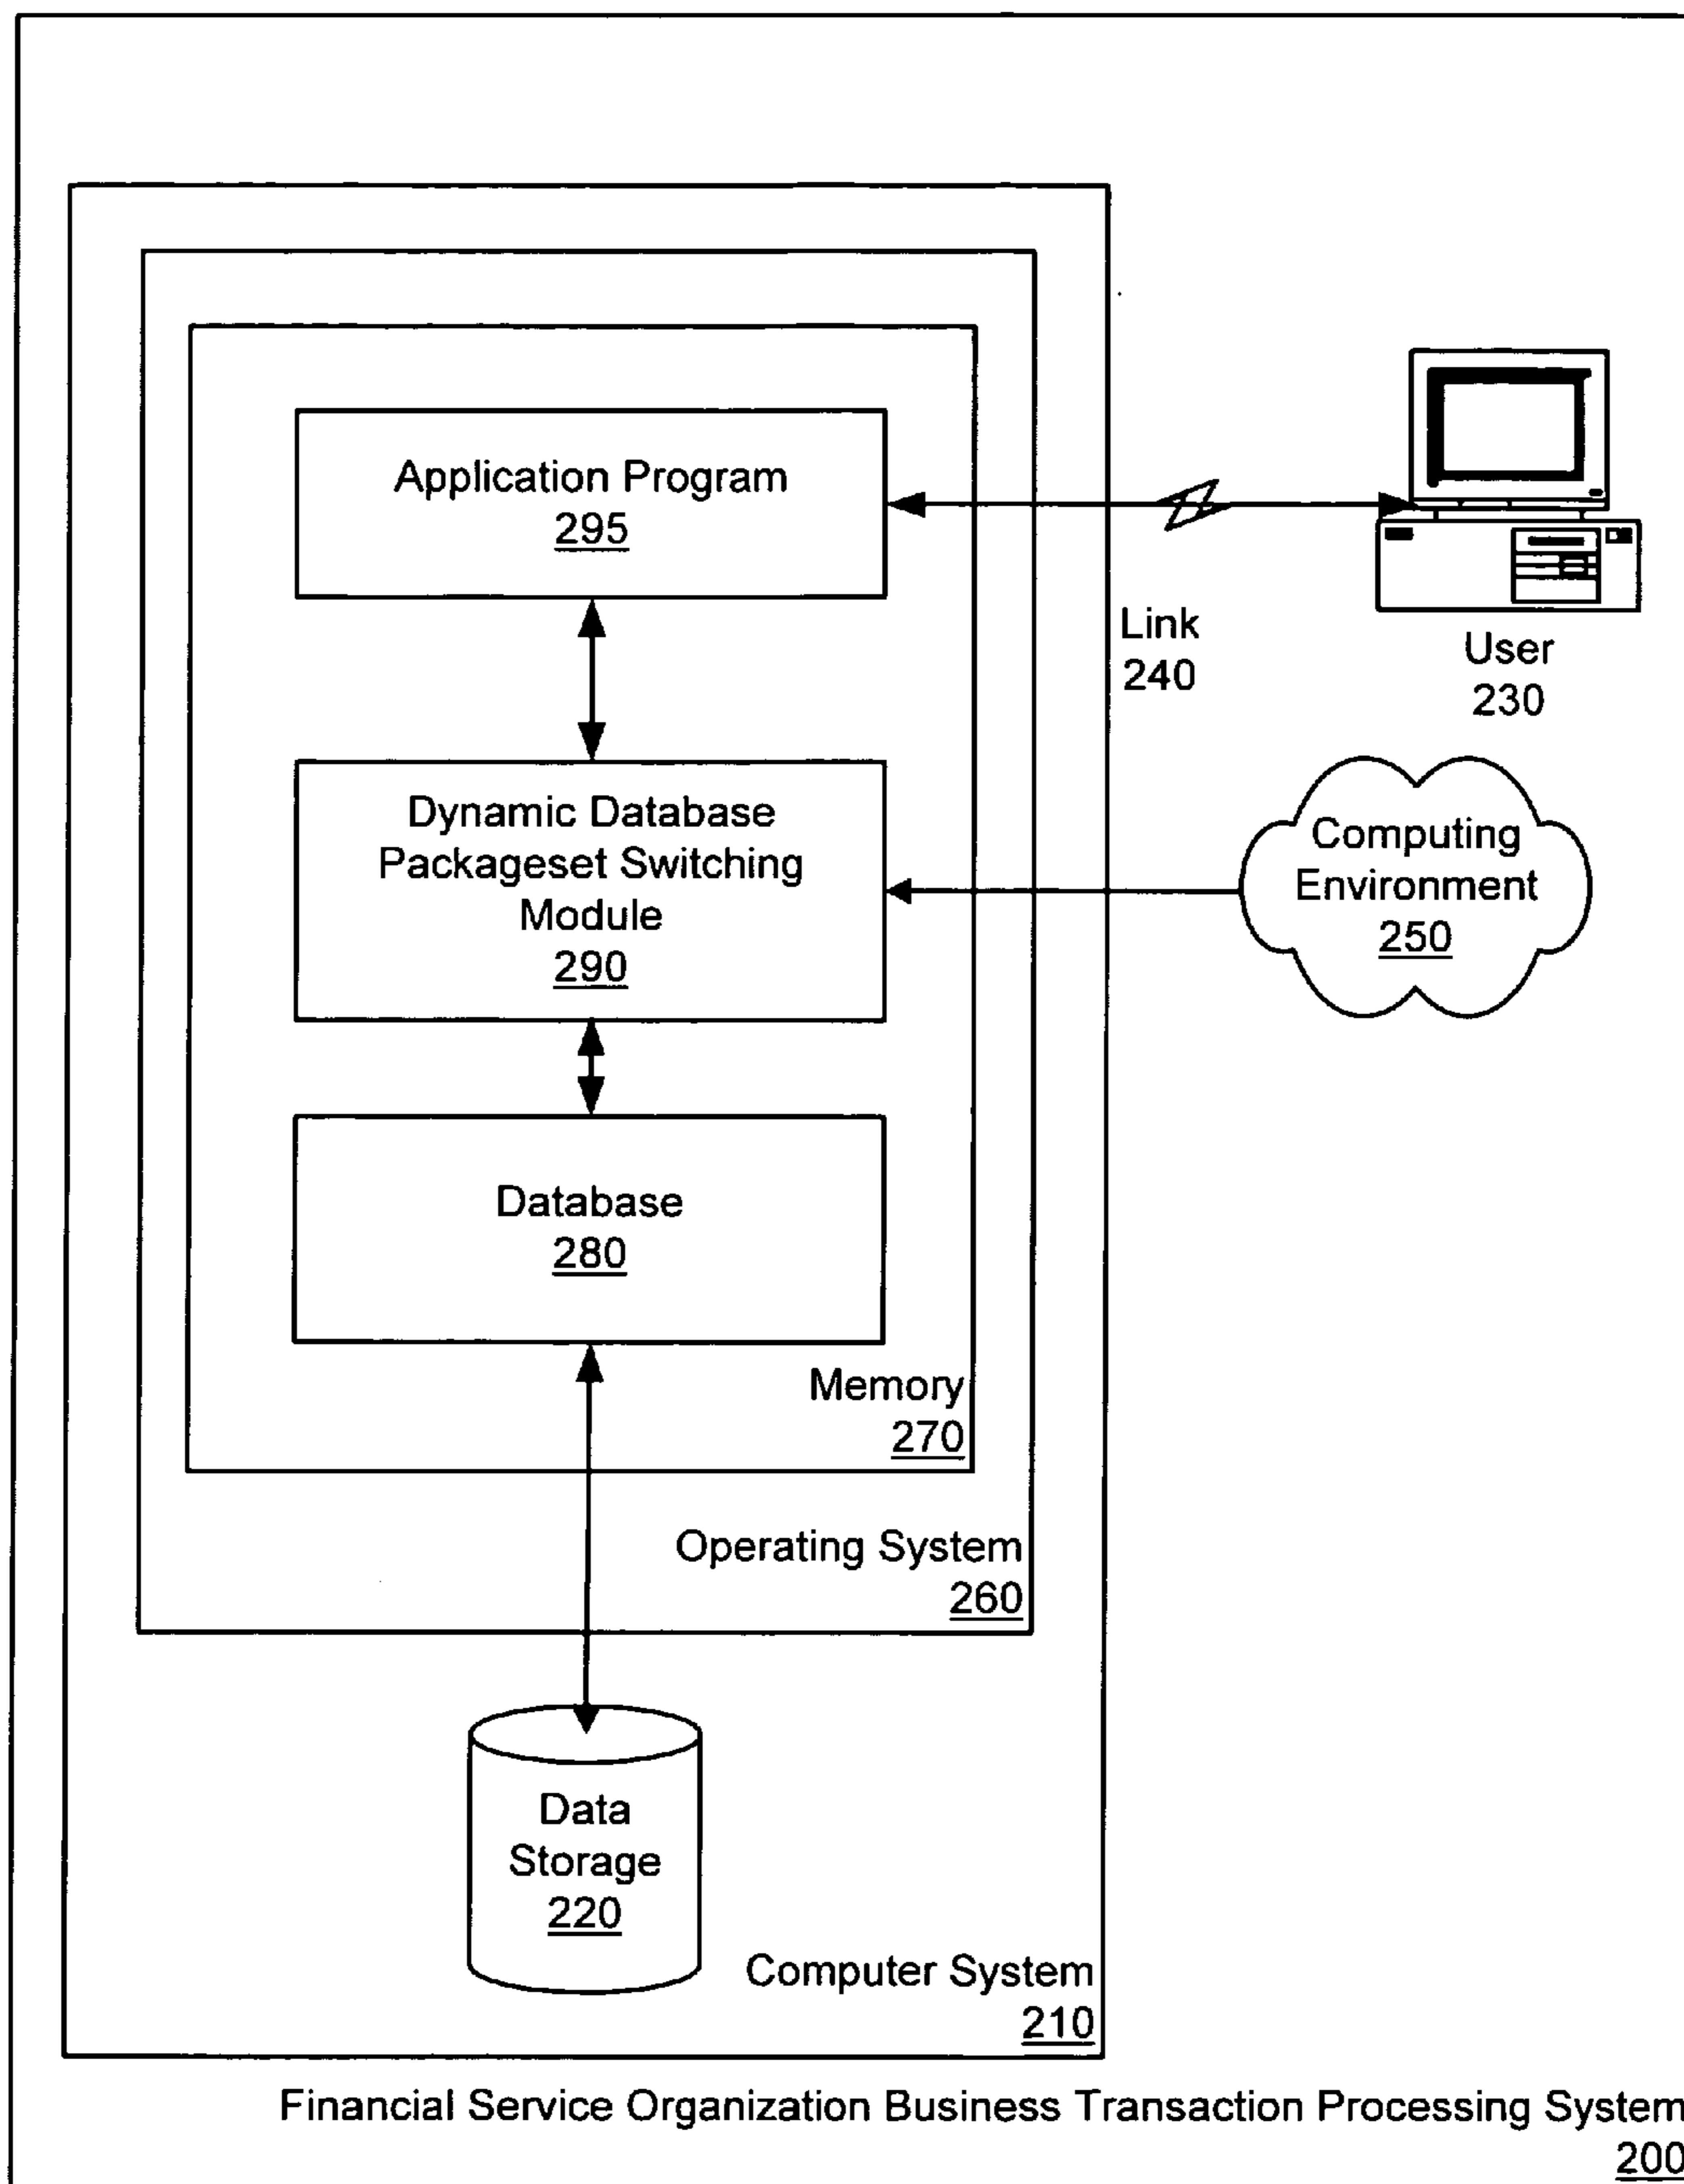 Application Program
295
Link
240
User
230
Dynamic Database
Packageset Switching
Module
290
Computing
Environment
250
Database
280
Memory
270
Operating System
260
Data
Storage
220
Computer System
210
Financial Service Organization Business Transaction Processing System
200